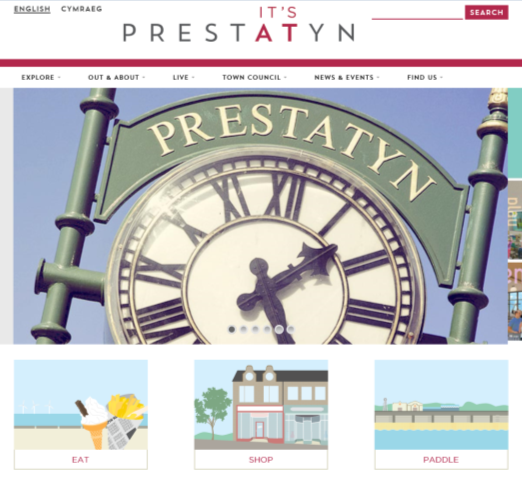 ENGLISH CYMRAEG
IT'S
PRESTATYN
SEARCH
EXPLORE OUT & ABOUT LIVE TOWN COUNCIL NEWS & EVENTS FIND US
PRESTATYN
EAT SHOP PADDLE